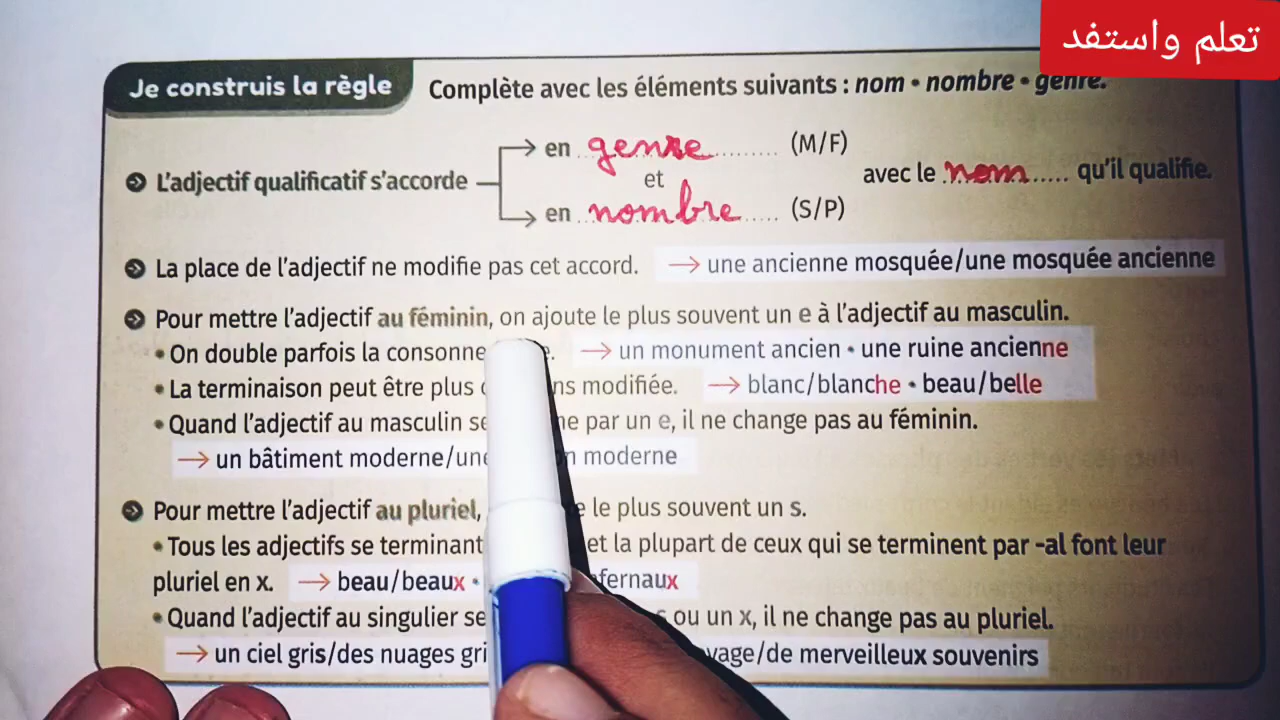 تعلم واستفد
Je construis la règle Complète avec les éléments suivants : nom • nombre • genre.
en genre ............ (M/F)
L'adjectif qualificatif s'accorde et avec le nom ..... qu'il qualifie.
en nombre ..... (S/P)
La place de l'adjectif ne modifie pas cet accord. → une ancienne mosquée/une mosquée ancienne
Pour mettre l'adjectif au féminin, on ajoute le plus souvent un e à l'adjectif au masculin.
• On double parfois la consonne → un monument ancien • une ruine ancienne
• La terminaison peut être plus modifiée. → blanc/blanche • beau/belle
• Quand l'adjectif au masculin par un e, il ne change pas au féminin.
→ un bâtiment moderne/ moderne
Pour mettre l'adjectif au pluriel, le plus souvent un s.
• Tous les adjectifs se terminant et la plupart de ceux qui se terminent par -al font leur
pluriel en x. → beau/beaux •
• Quand l'adjectif au singulier ou un x, il ne change pas au pluriel.
→ un ciel gris/des nuages /de merveilleux souvenirs